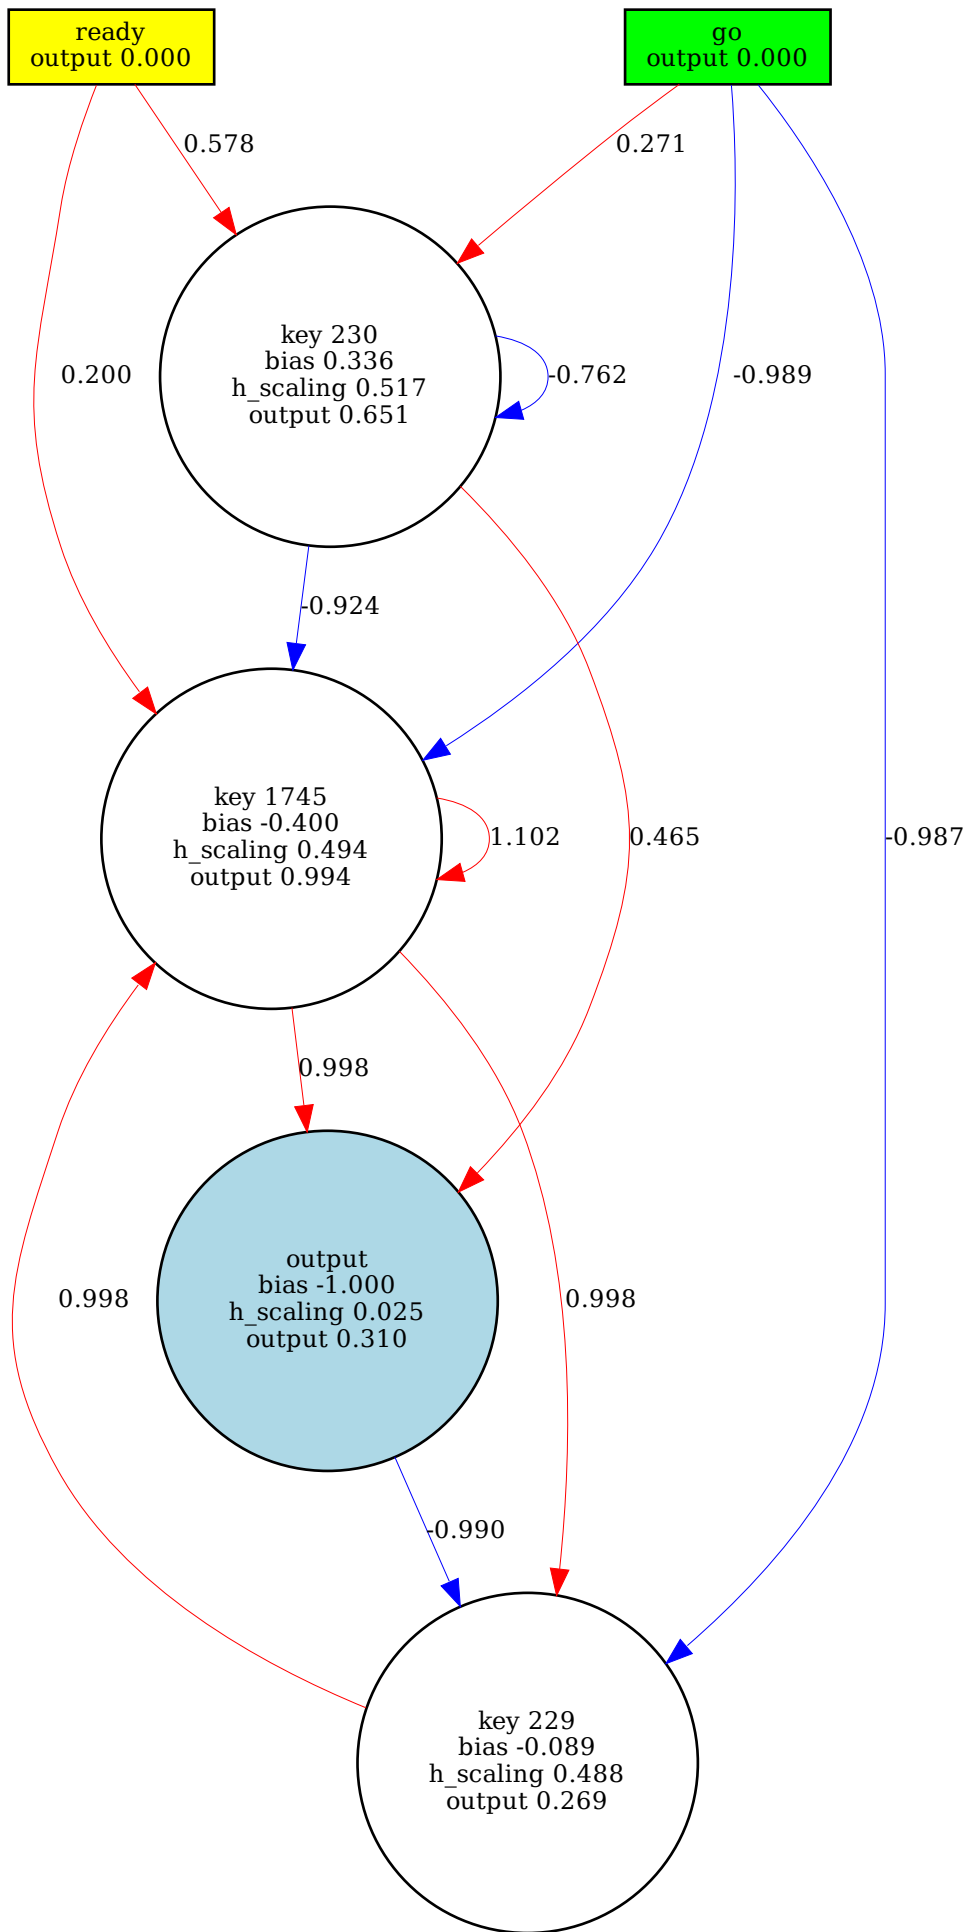 ready
output 0.000
go
output 0.000
0.578
0.271
key 230
bias 0.336
h_scaling 0.517
output 0.651
0.200
-0.762
-0.989
-0.924
key 1745
bias -0.400
h_scaling 0.494
output 0.994
1.102
0.465
-0.987
0.998
output
bias -1.000
h_scaling 0.025
output 0.310
0.998
0.998
-0.990
key 229
bias -0.089
h_scaling 0.488
output 0.269